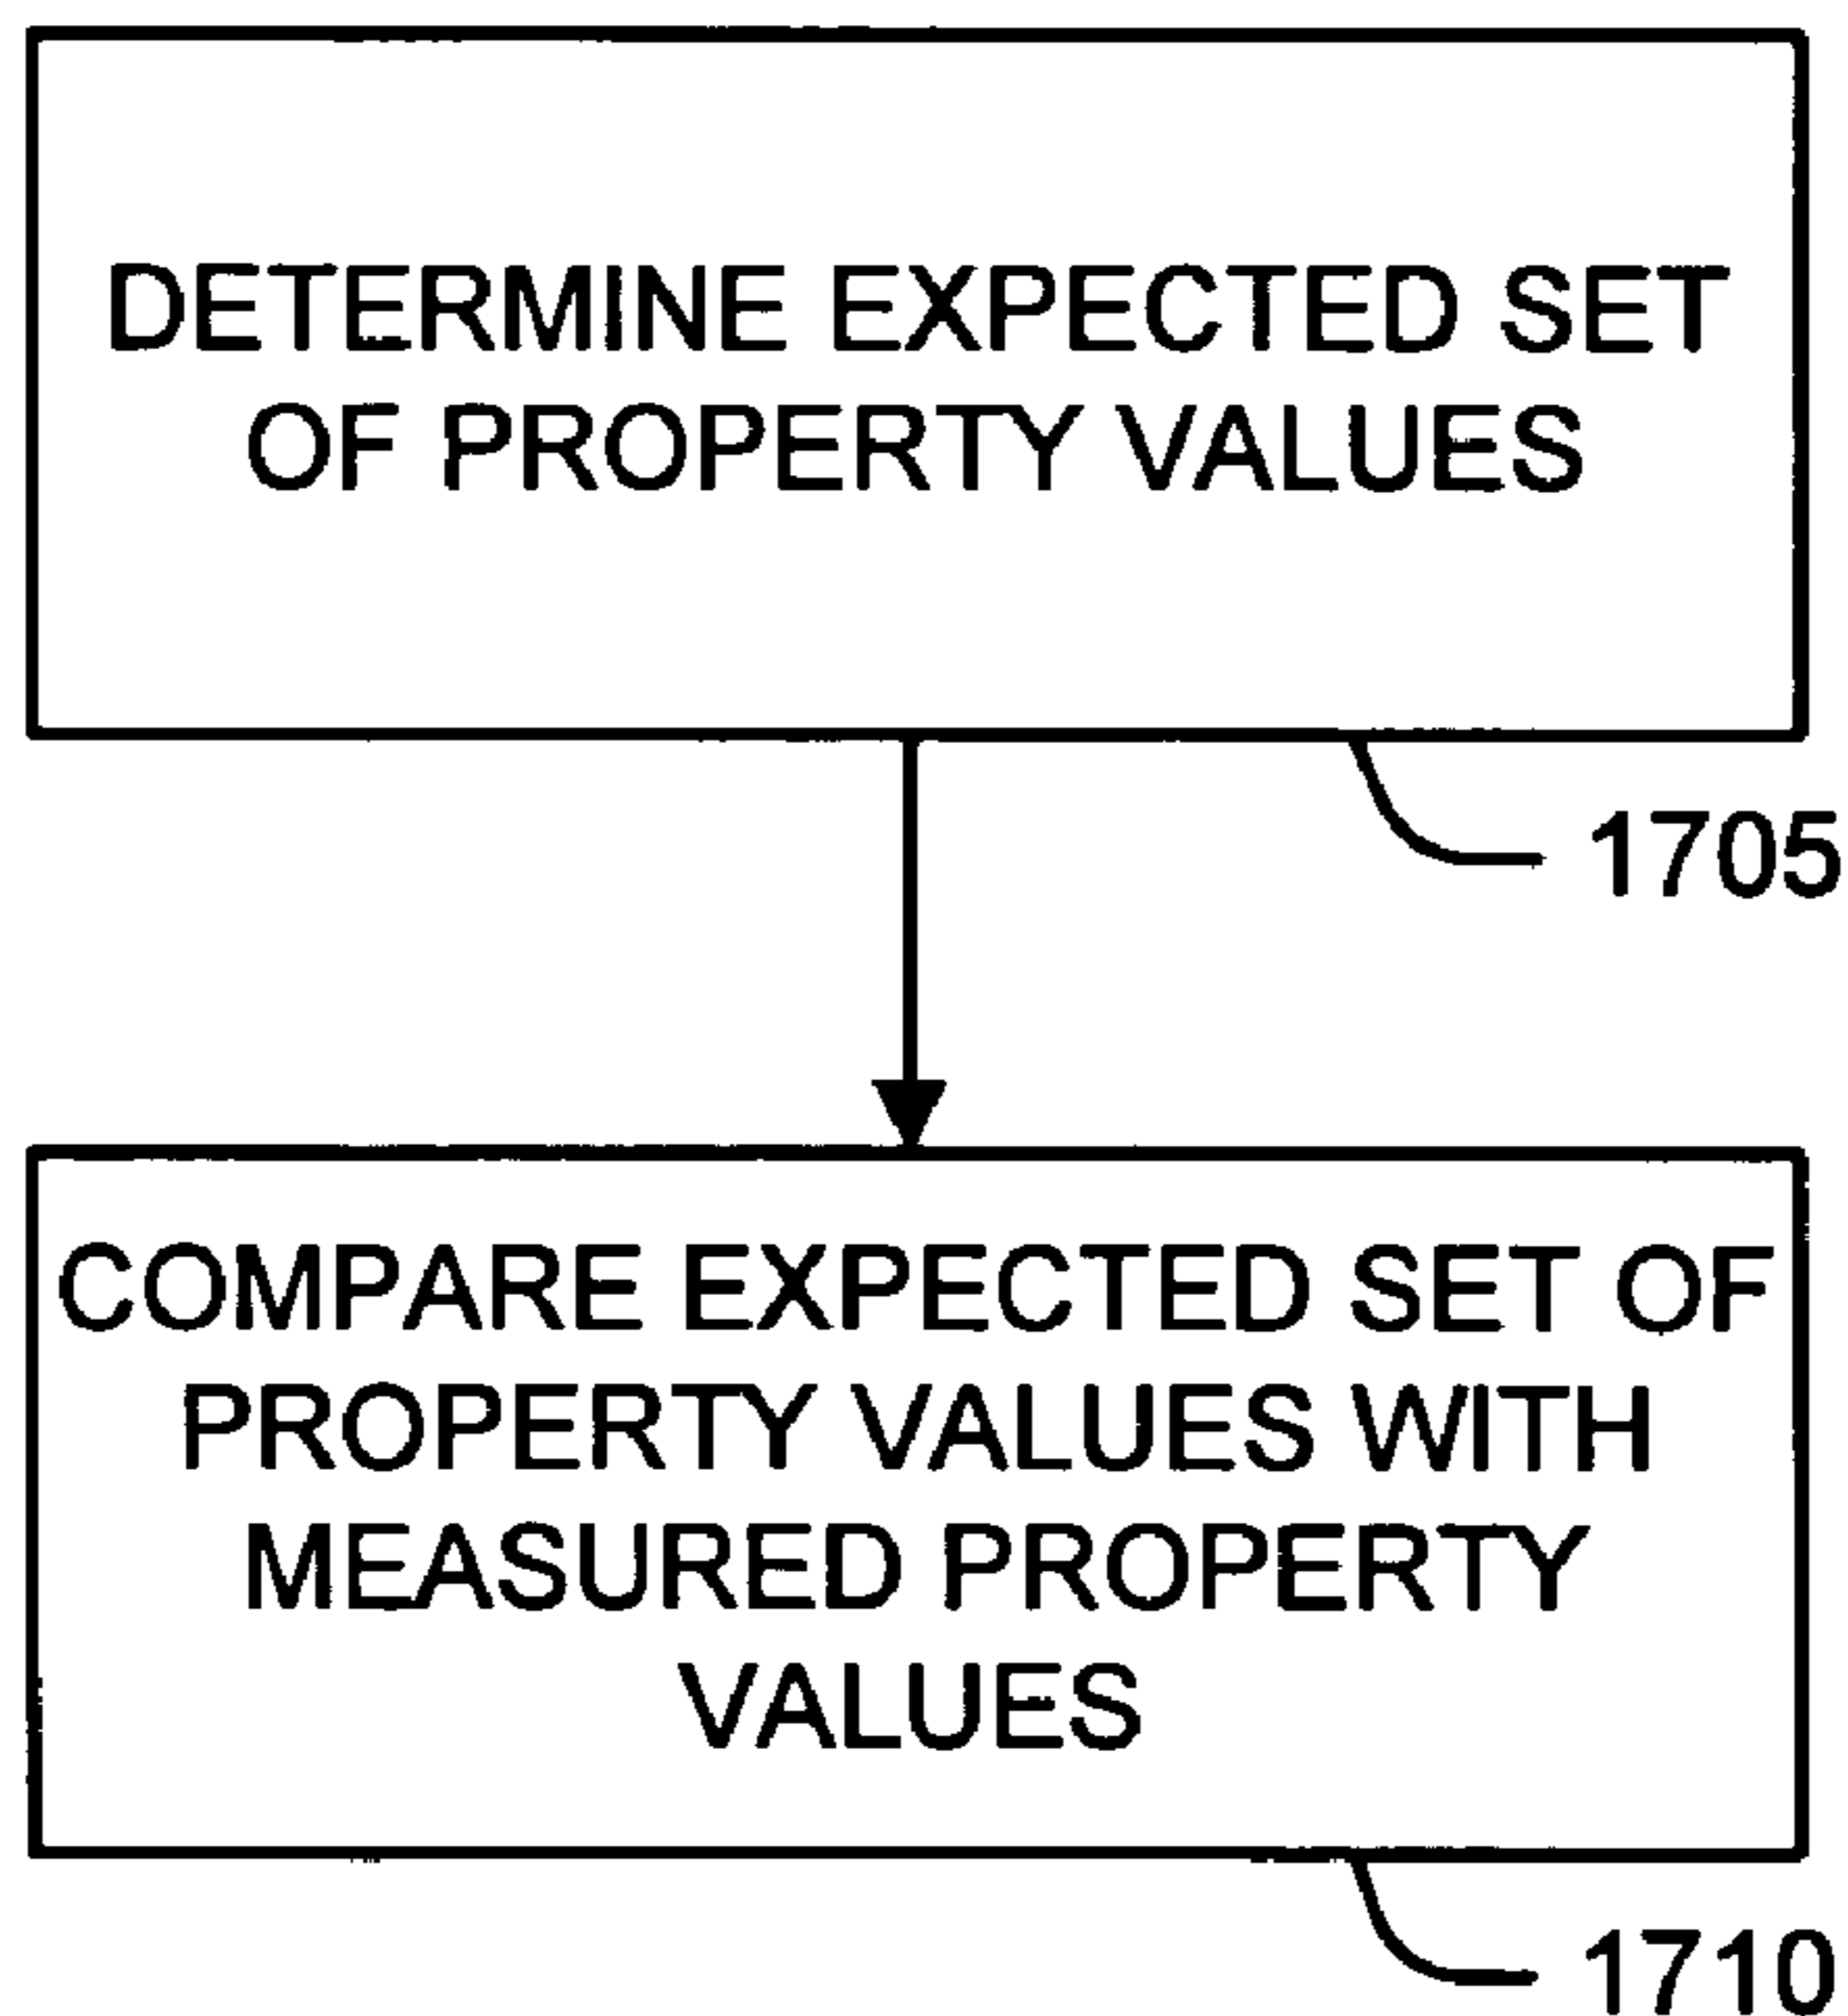 DETERMINE EXPECTED SET
OF PROPERTY VALUES
1705
COMPARE EXPECTED SET OF
PROPERTY VALUES WITH
MEASURED PROPERTY
VALUES
1710